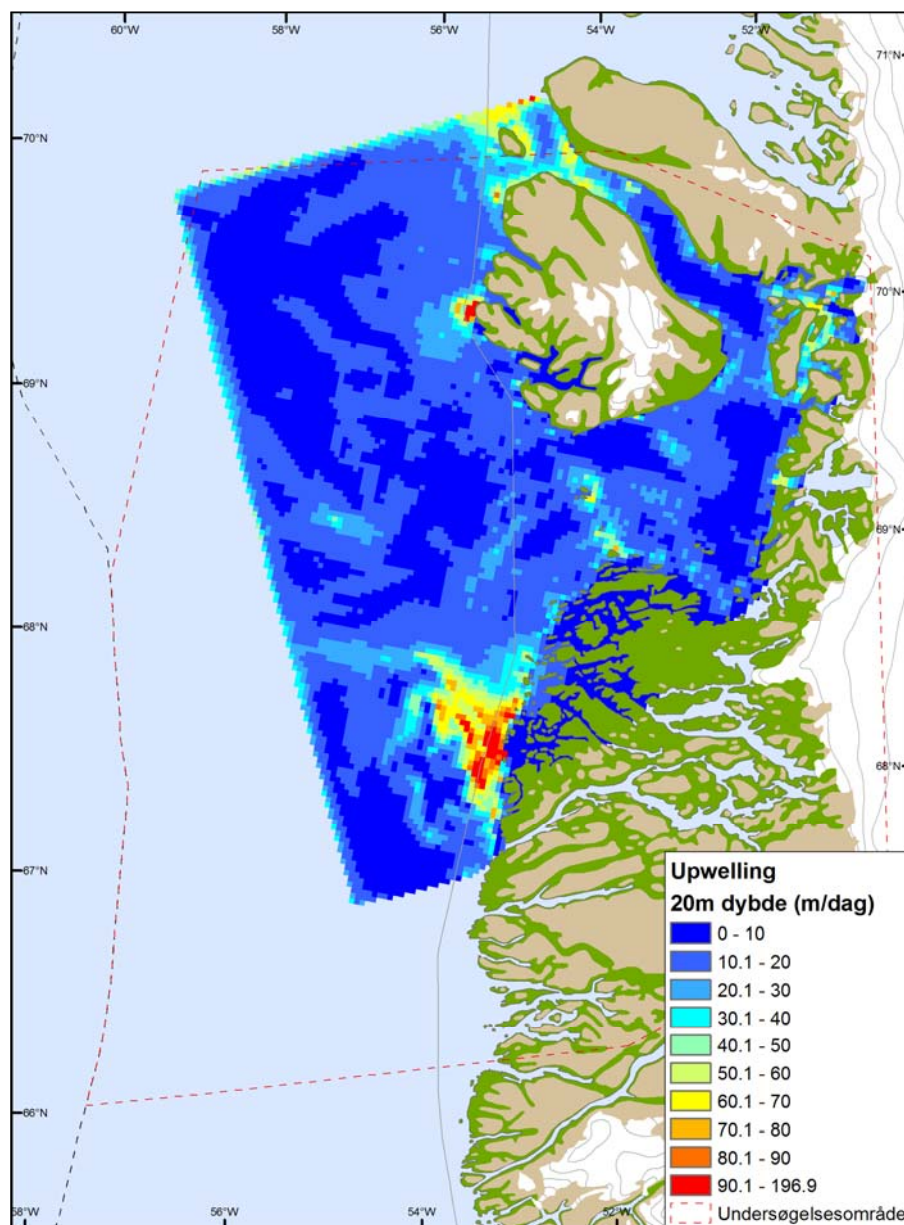 60°W 58°W 56°W 54°W 52°W
71°N
70°N
70°N
69°N
69°N
68°N
68°N
67°N
66°N
Upwelling
20m dybde (m/dag)
0 - 10
10.1 - 20
20.1 - 30
30.1 - 40
40.1 - 50
50.1 - 60
60.1 - 70
70.1 - 80
80.1 - 90
90.1 - 196.9
Undersøgelsesområde
58°W 56°W 54°W 52°W